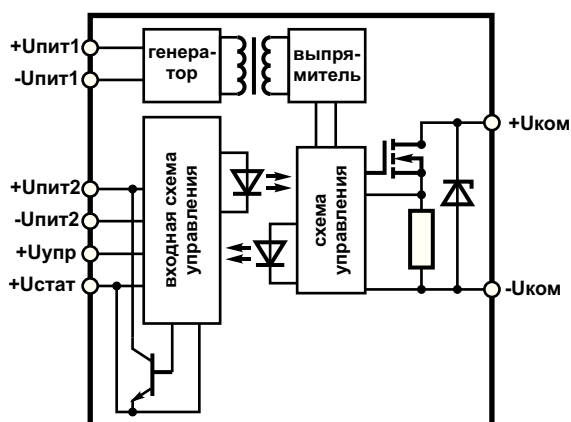 +Uпит1
-Uпит1
генера-
тор
выпря-
митель
+Uком
+Uпит2
-Uпит2
+Uупр
+Uстат
входная схема
управления
схема
управления
-Uком